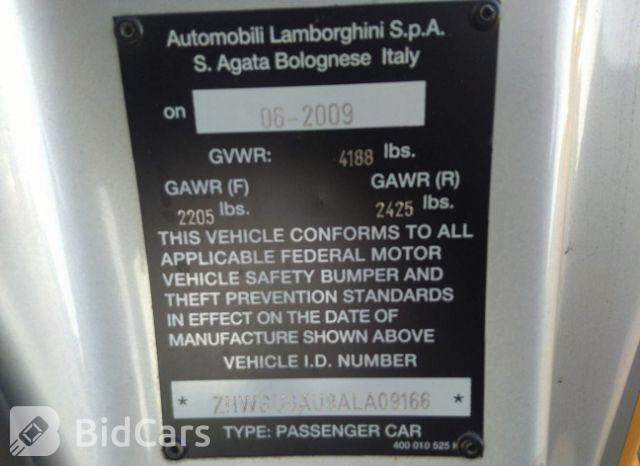 Automobili Lamborghini S.p.A.
S. Agata Bolognese Italy
on 06-2009
GVWR: 4188 lbs.
GAWR (F) GAWR (R)
2205 lbs. 2425 lbs.
THIS VEHICLE CONFORMS TO ALL
APPLICABLE FEDERAL MOTOR
VEHICLE SAFETY BUMPER AND
THEFT PREVENTION STANDARDS
IN EFFECT ON THE DATE OF
MANUFACTURE SHOWN ABOVE
VEHICLE I.D. NUMBER
* ZHWGU6AU9ALA09166 *
TYPE: PASSENGER CAR
400 010 525
BidCars